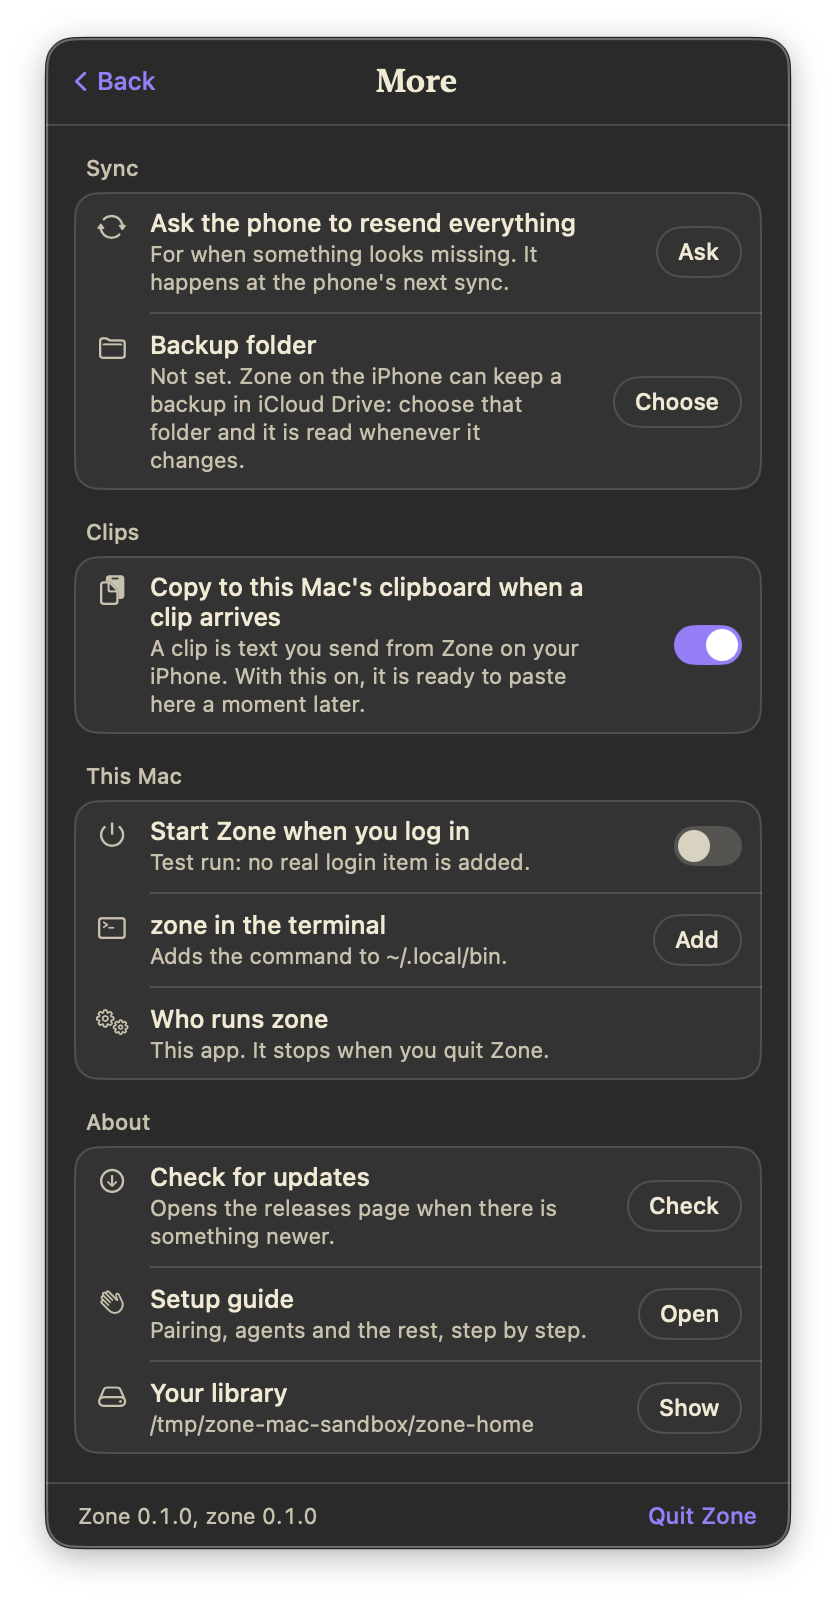 Back
More
Sync
Ask the phone to resend everything
For when something looks missing. It
happens at the phone's next sync.
Ask
Backup folder
Not set. Zone on the iPhone can keep a
backup in iCloud Drive: choose that
folder and it is read whenever it
changes.
Choose
Clips
Copy to this Mac's clipboard when a
clip arrives
A clip is text you send from Zone on your
iPhone. With this on, it is ready to paste
here a moment later.
This Mac
Start Zone when you log in
Test run: no real login item is added.
zone in the terminal
Adds the command to ~/.local/bin.
Add
Who runs zone
This app. It stops when you quit Zone.
About
Check for updates
Opens the releases page when there is
something newer.
Check
Setup guide
Pairing, agents and the rest, step by step.
Open
Your library
/tmp/zone-mac-sandbox/zone-home
Show
Zone 0.1.0, zone 0.1.0
Quit Zone